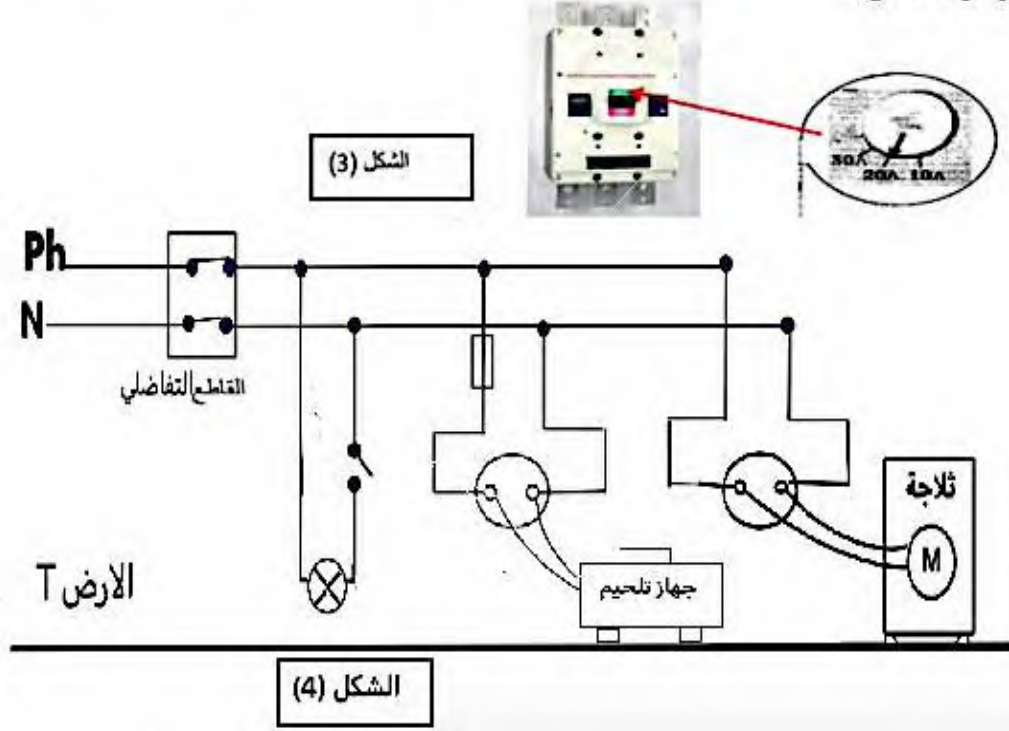 الشكل (3)
30A 20A 10A
Ph
N
القاطع التفاضلي
ثلاجة
M
جهاز تلحيم
الارض T
الشكل (4)